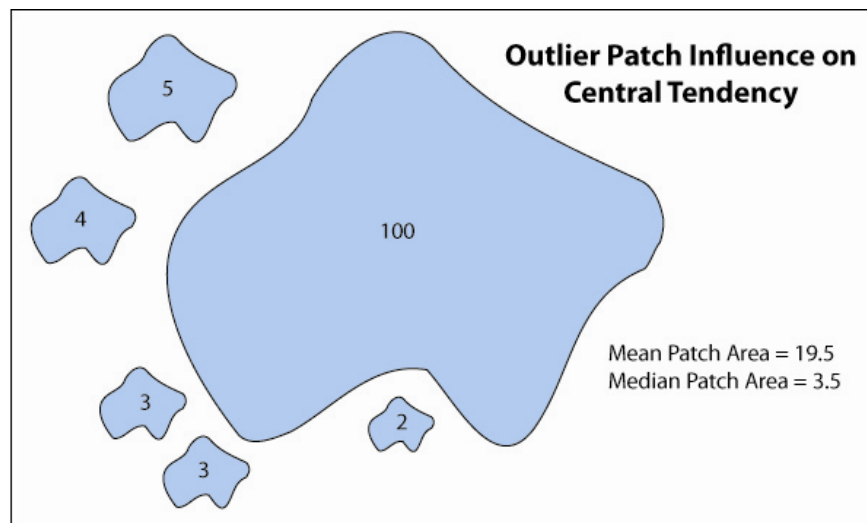 Outlier Patch Influence on
Central Tendency
5
4
100
3
3
2
Mean Patch Area = 19.5
Median Patch Area = 3.5